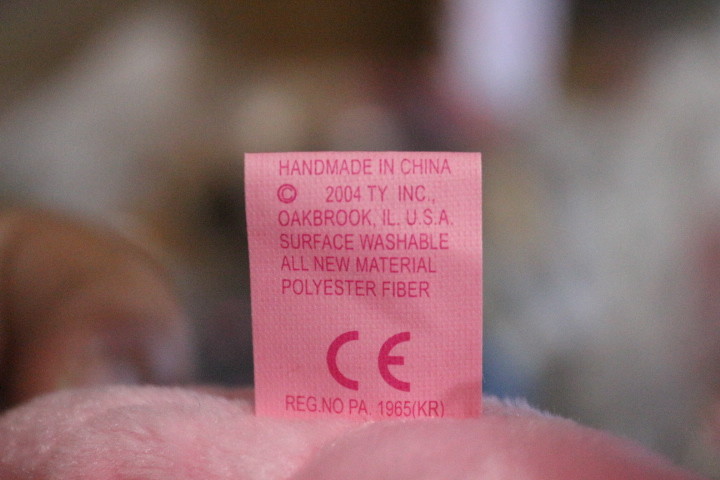 HANDMADE IN CHINA
© 2004 TY INC.,
OAKBROOK, IL. U.S.A.
SURFACE WASHABLE
ALL NEW MATERIAL
POLYESTER FIBER
CE
REG.NO PA. 1965(KR)